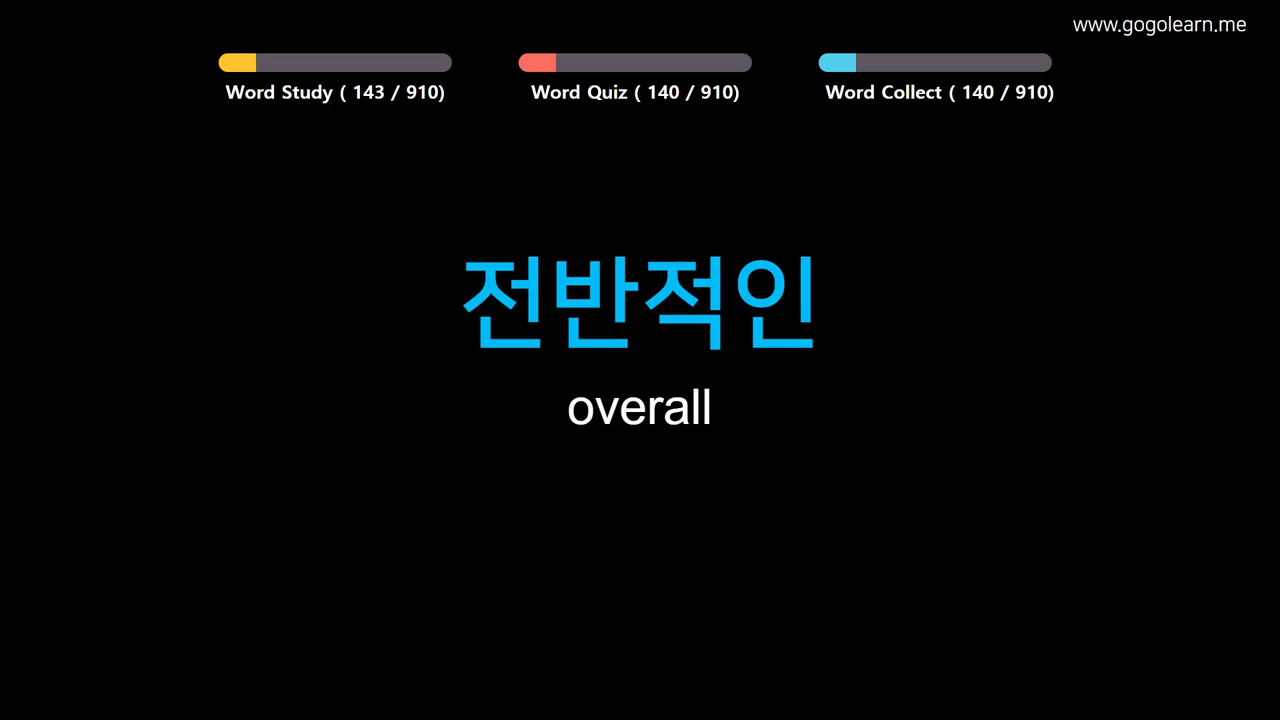 www.gogolearn.me
Word Study ( 143 / 910)
Word Quiz ( 140 / 910)
Word Collect ( 140 / 910)
전반적인
overall